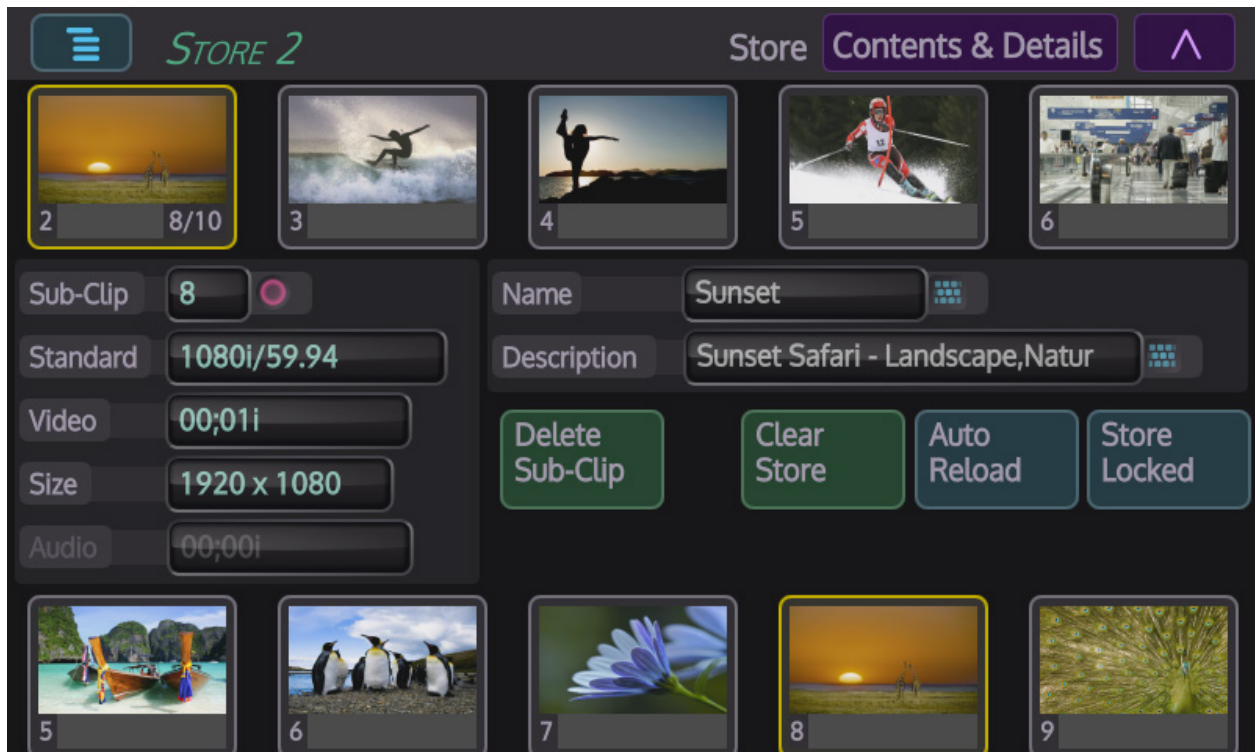 STORE 2
Store Contents & Details
2 8/10 3 4 5 6
Sub-Clip 8
Standard 1080i/59.94
Video 00;01i
Size 1920 x 1080
Audio 00;00i
Name Sunset
Description Sunset Safari - Landscape,Natur
Delete
Sub-Clip
Clear
Store
Auto
Reload
Store
Locked
5 6 7 8 9